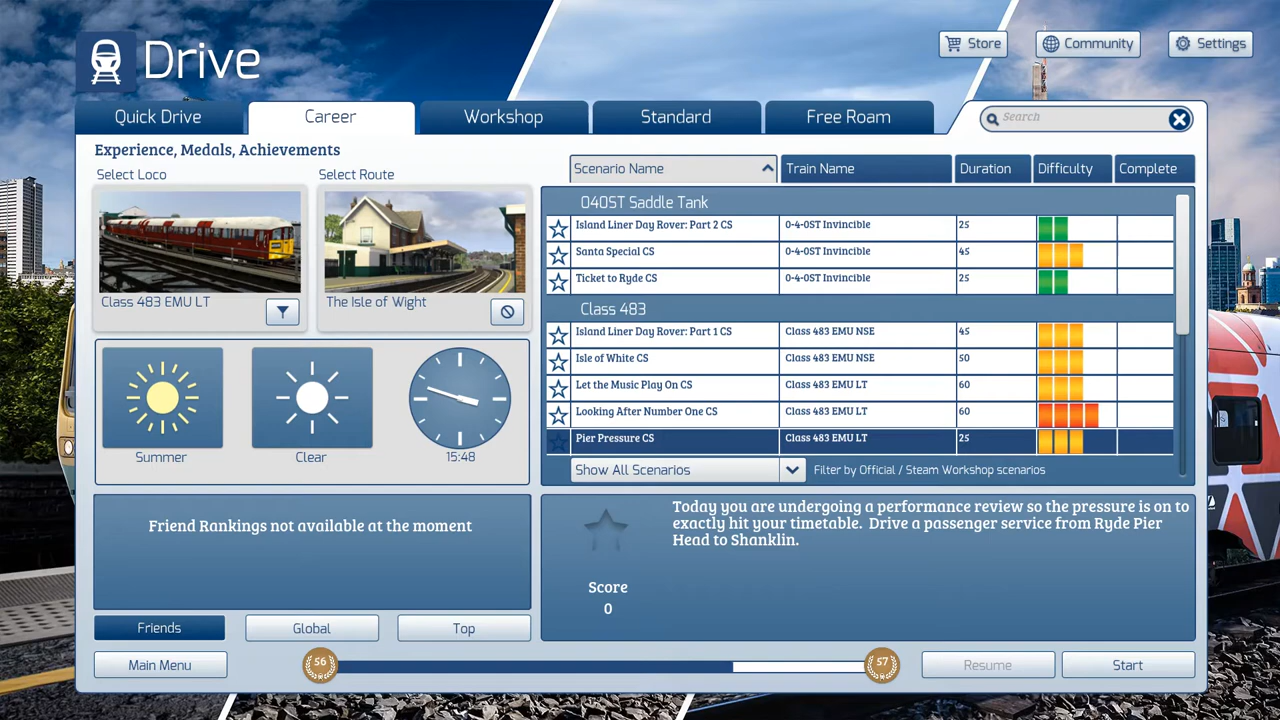 Drive
Store
Community
Settings
Quick Drive
Career
Workshop
Standard
Free Roam
Search
Experience, Medals, Achievements
Select Loco
Select Route
Class 483 EMU LT
The Isle of Wight
Summer
Clear
15:48
Scenario Name Train Name Duration Difficulty Complete
040ST Saddle Tank
Island Liner Day Rover: Part 2 CS 0-4-0ST Invincible 25
Santa Special CS 0-4-0ST Invincible 45
Ticket to Ryde CS 0-4-0ST Invincible 25
Class 483
Island Liner Day Rover: Part 1 CS Class 483 EMU NSE 45
Isle of White CS Class 483 EMU NSE 50
Let the Music Play On CS Class 483 EMU LT 60
Looking After Number One CS Class 483 EMU LT 60
Pier Pressure CS Class 483 EMU LT 25
Show All Scenarios Filter by Official / Steam Workshop scenarios
Friend Rankings not available at the moment
Friends
Global
Top
Score
0
Today you are undergoing a performance review so the pressure is on to
exactly hit your timetable. Drive a passenger service from Ryde Pier
Head to Shanklin.
Main Menu
56
57
Resume
Start